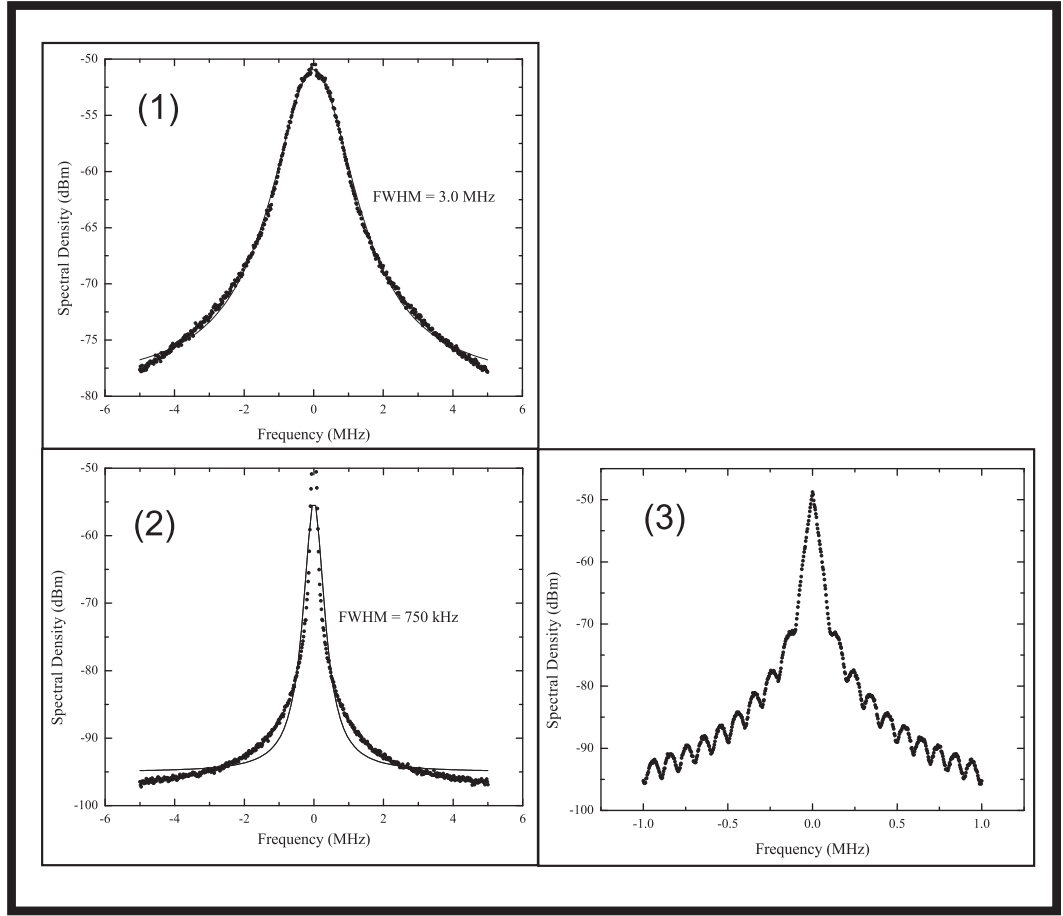 (1)
Spectral Density (dBm)
-50
-55
-60
-65
-70
-75
-80
FWHM = 3.0 MHz
-6 -4 -2 0 2 4 6
Frequency (MHz)
(2)
Spectral Density (dBm)
-50
-60
-70
-80
-90
-100
FWHM = 750 kHz
-6 -4 -2 0 2 4 6
Frequency (MHz)
(3)
Spectral Density (dBm)
-50
-60
-70
-80
-90
-100
-1.0 -0.5 0.0 0.5 1.0
Frequency (MHz)